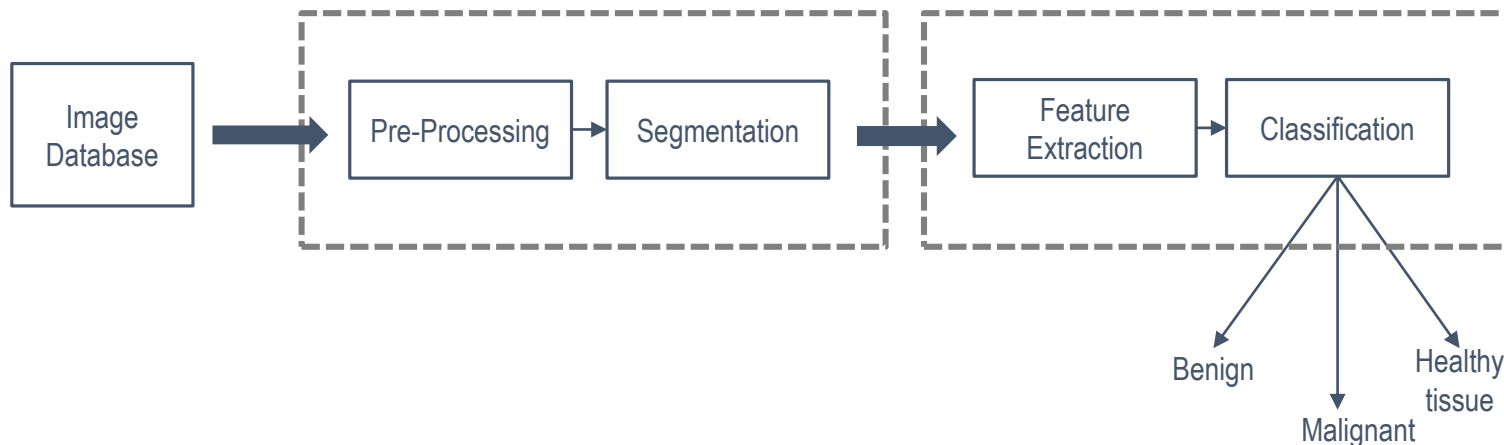 Image
Database
Pre-Processing
Segmentation
Feature
Extraction
Classification
Benign
Malignant
Healthy
tissue